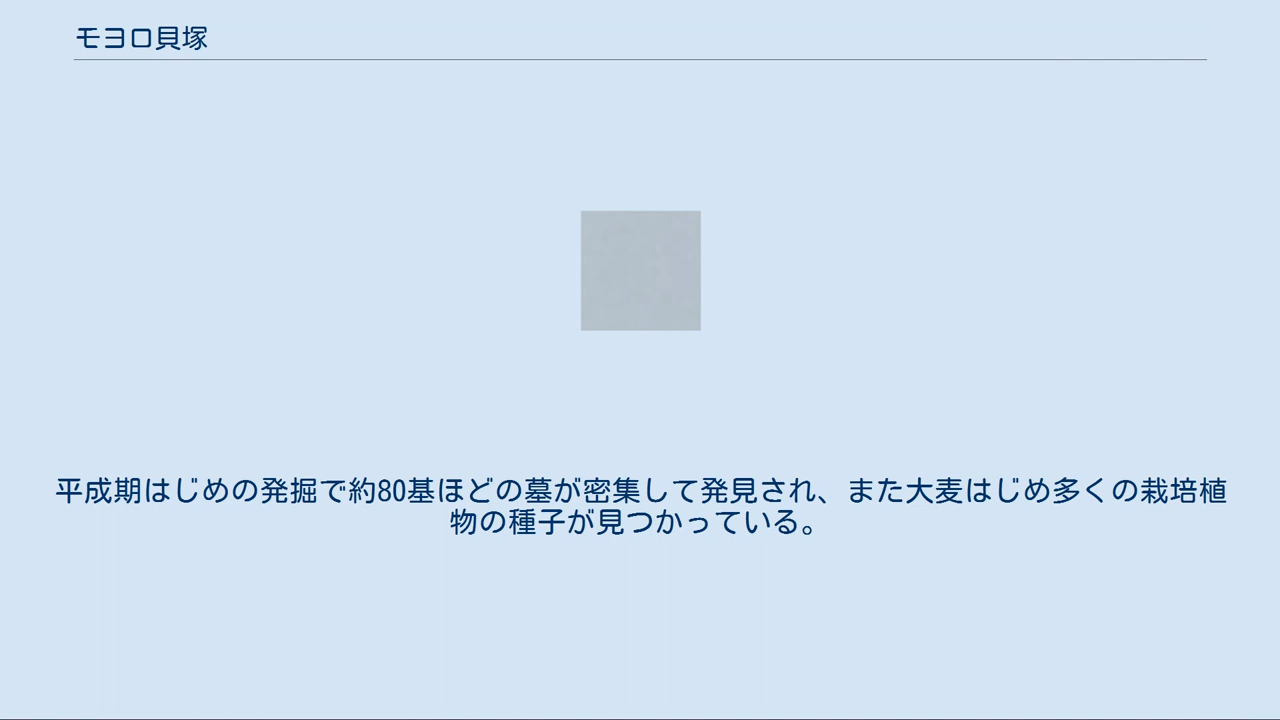 モヨロ貝塚
平成期はじめの発掘で約80基ほどの墓が密集して発見され、また大麦はじめ多くの栽培植
物の種子が見つかっている。